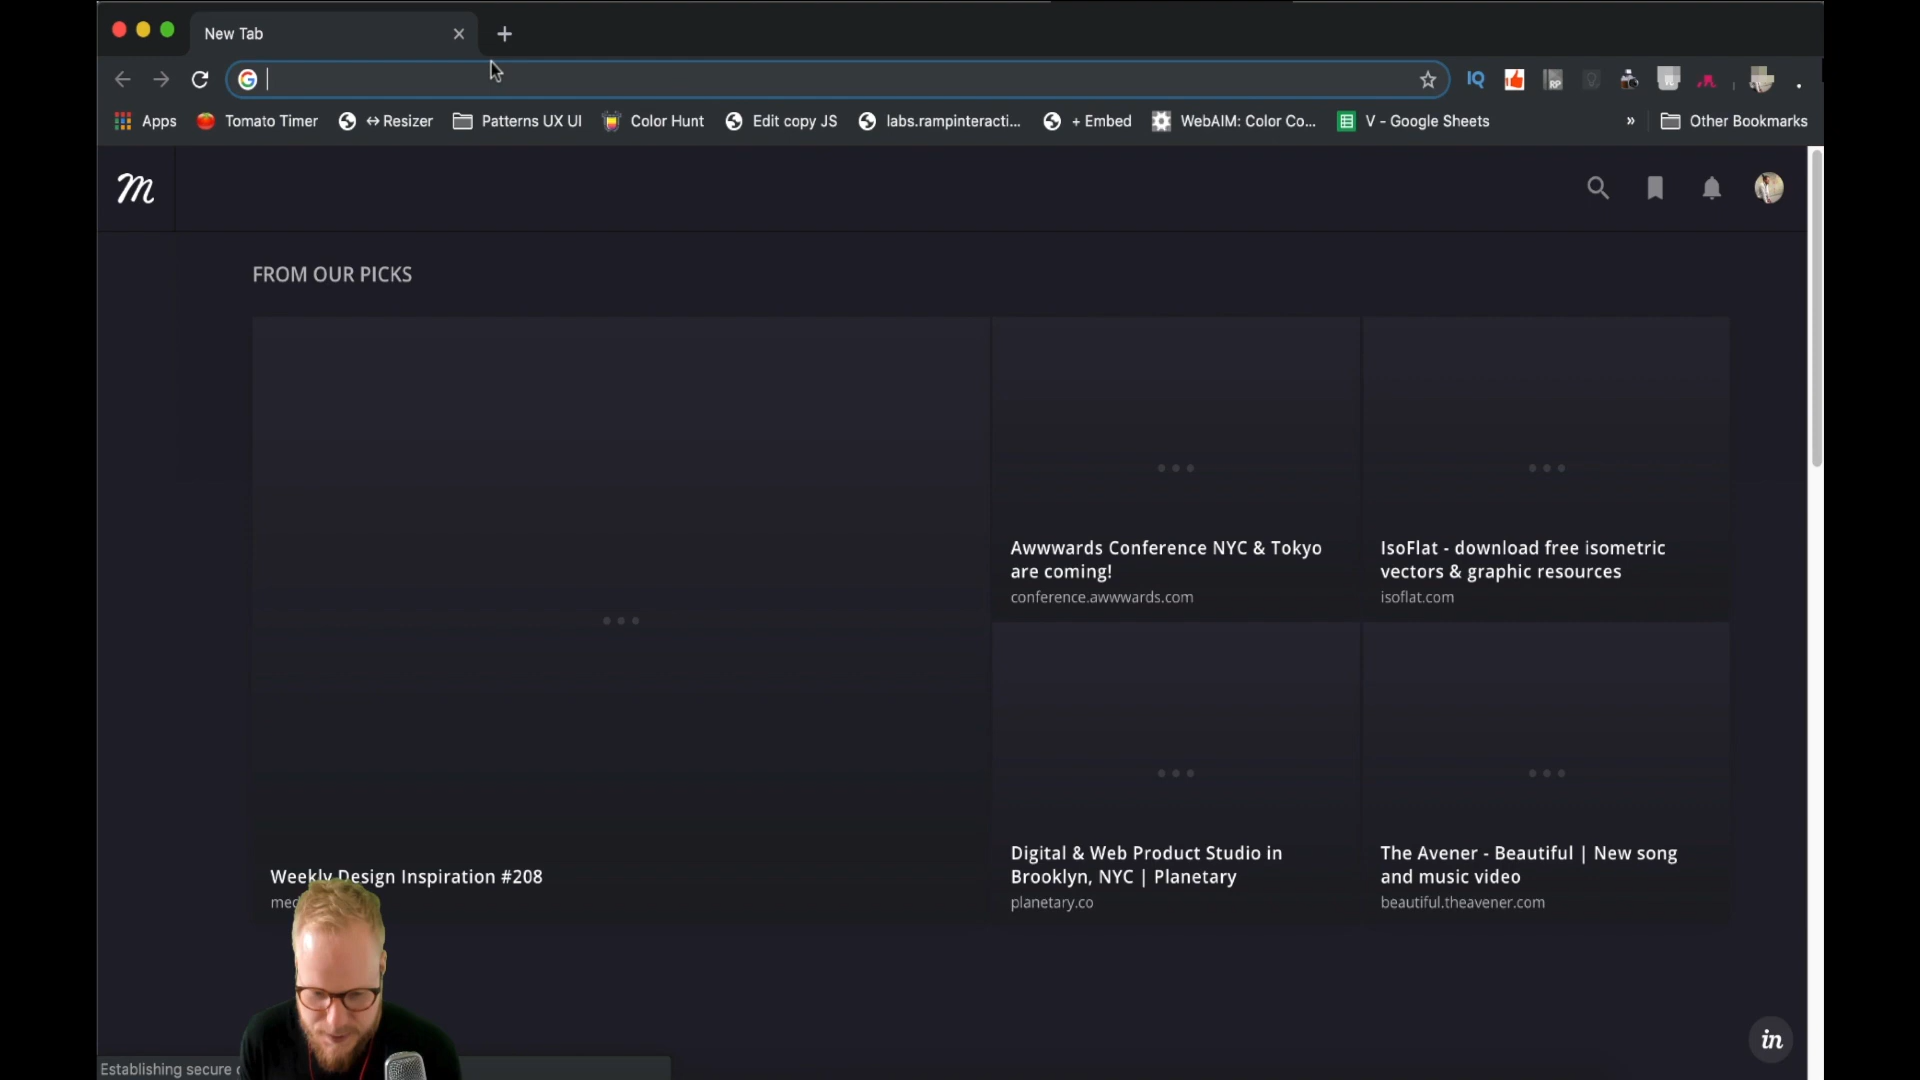 New Tab
Apps Tomato Timer ↔Resizer Patterns UX UI Color Hunt Edit copy JS labs.rampinteracti... + Embed WebAIM: Color Co... V - Google Sheets » Other Bookmarks
IQ
RP
m
FROM OUR PICKS
Awwwards Conference NYC & Tokyo
are coming!
conference.awwwards.com
IsoFlat - download free isometric
vectors & graphic resources
isoflat.com
Weekly Design Inspiration #208
Digital & Web Product Studio in
Brooklyn, NYC | Planetary
planetary.co
The Avener - Beautiful | New song
and music video
beautiful.theavener.com
in
Establishing secure